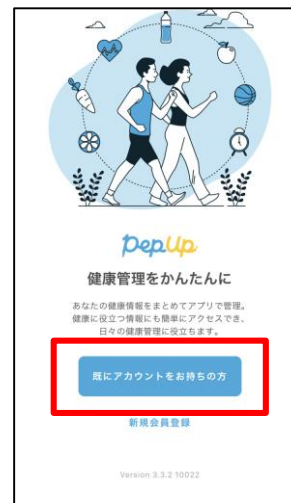 PepUp
健康管理をかんたんに
あなたの健康情報をまとめてアプリで管理。
健康に役立つ情報にも簡単にアクセスでき、
日々の健康管理に役立ちます。
既にアカウントをお持ちの方
新規会員登録
Version 3.3.2 10022